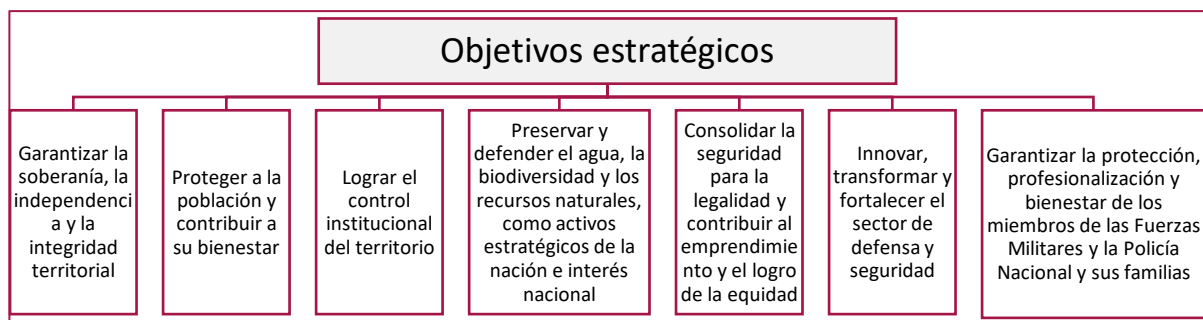 Objetivos estratégicos
Garantizar la
soberanía, la
independenci
a y la
integridad
territorial
Proteger a la
población y
contribuir a
su bienestar
Lograr el
control
institucional
del territorio
Preservar y
defender el agua, la
biodiversidad y los
recursos naturales,
como activos
estratégicos de la
nación e interés
nacional
Consolidar la
seguridad
para la
legalidad y
contribuir al
emprendimie
nto y el logro
de la equidad
Innovar,
transformar y
fortalecer el
sector de
defensa y
seguridad
Garantizar la protección,
profesionalización y
bienestar de los
miembros de las Fuerzas
Militares y la Policía
Nacional y sus familias